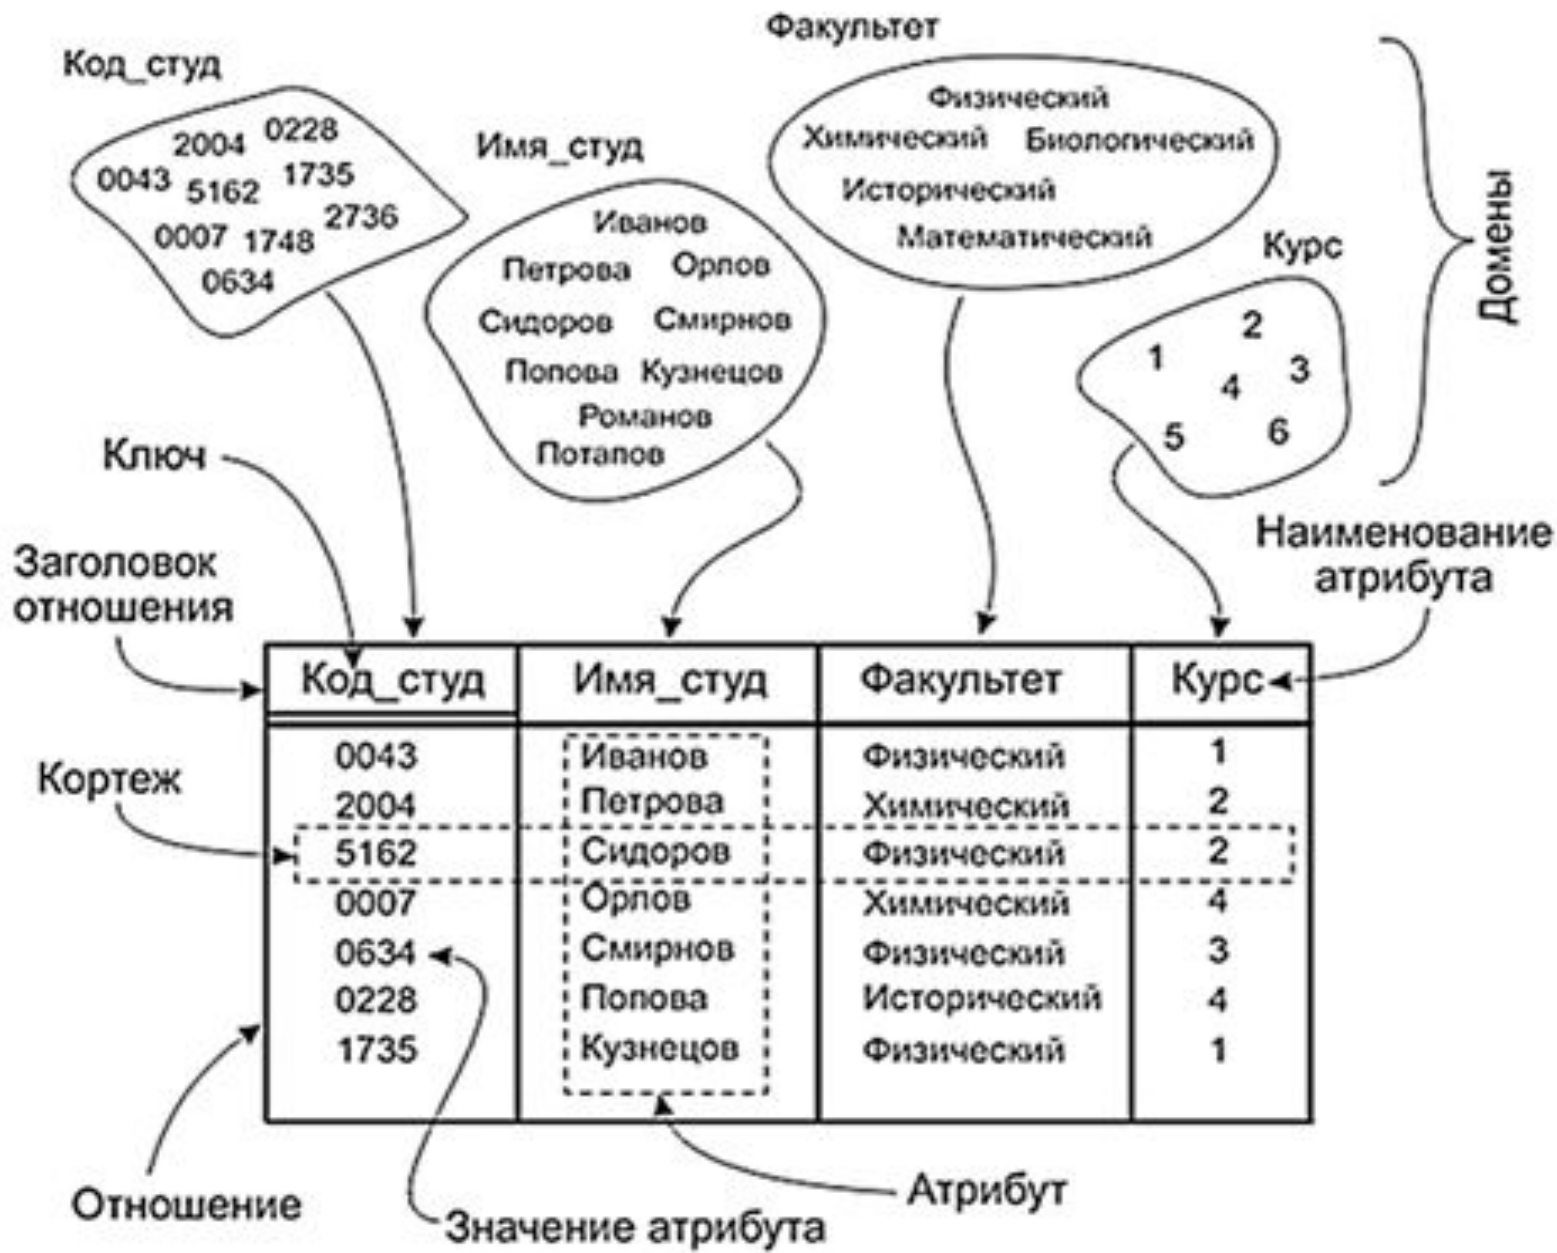 Факультет
Код_студ
Физический
Химический Биологический
Исторический
Математический
2004 0228
0043 5162 1735
2736
0007 1748
0634
Имя_студ
Иванов
Петрова Орлов
Сидоров Смирнов
Попова Кузнецов
Романов
Потапов
Курс
2
1 3
4
5 6
Домены
Ключ
Заголовок
отношения
Наименование
атрибута
Код_студ Имя_студ Факультет Курс
0043 Иванов Физический 1
2004 Петрова Химический 2
5162 Сидоров Физический 2
0007 Орлов Химический 4
0634 Смирнов Физический 3
0228 Попова Исторический 4
1735 Кузнецов Физический 1
Кортеж
Отношение
Значение атрибута
Атрибут